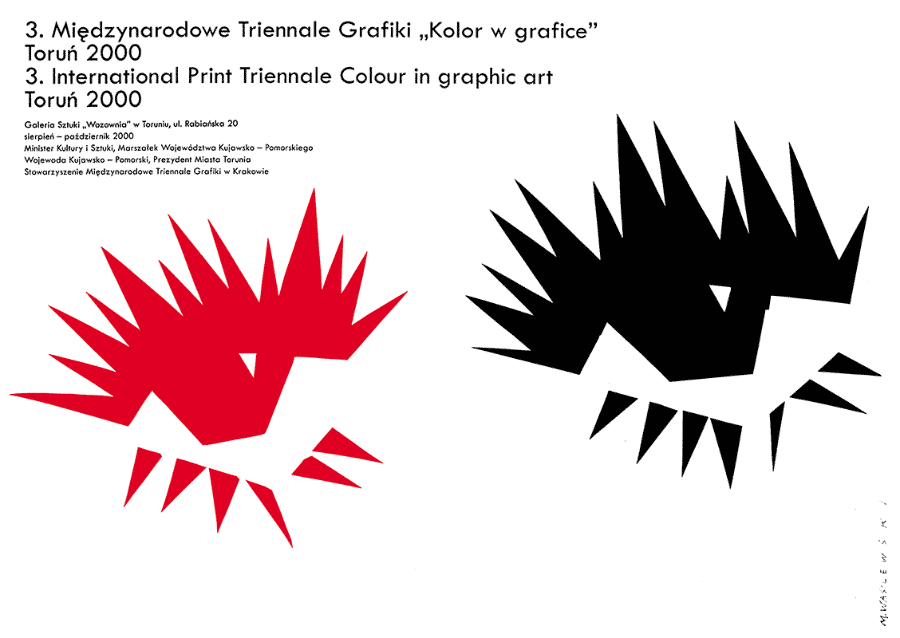 3. Międzynarodowe Triennale Grafiki „Kolor w grafice”
Toruń 2000
3. International Print Triennale Colour in graphic art
Toruń 2000
Galeria Sztuki „Wozownia” w Toruniu, ul. Rabiańska 20
sierpień – październik 2000
Minister Kultury i Sztuki, Marszałek Województwa Kujawsko – Pomorskiego
Wojewoda Kujawsko – Pomorski, Prezydent Miasta Torunia
Stowarzyszenie Międzynarodowe Triennale Grafiki w Krakowie
M. WASILEWSKI